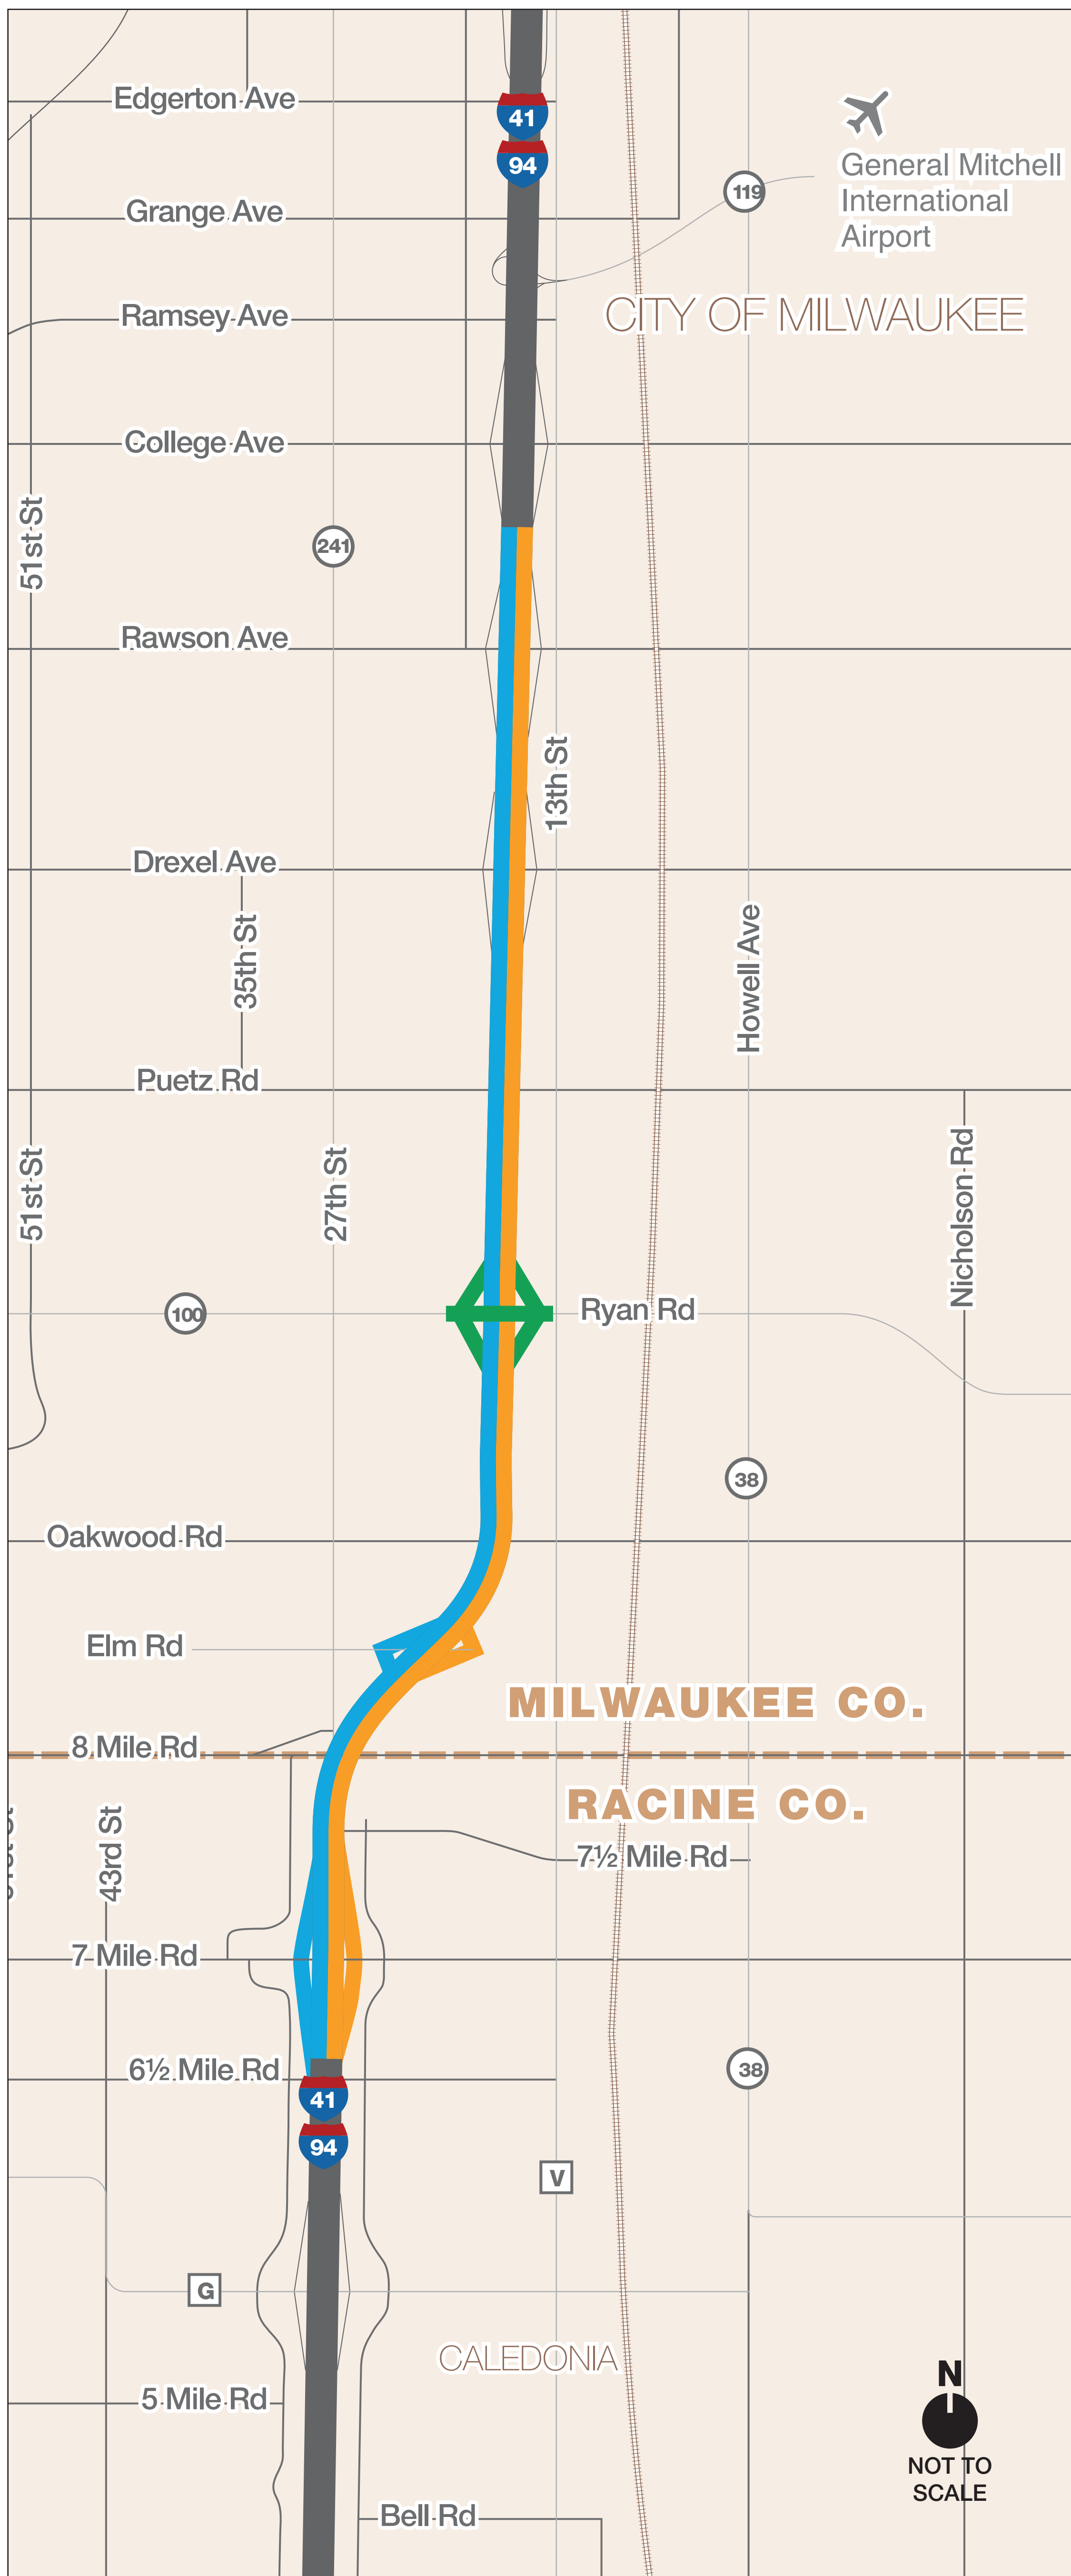 Edgerton Ave
41
94
General Mitchell
International
Airport
119
Grange Ave
CITY OF MILWAUKEE
Ramsey Ave
College Ave
51st St
241
Rawson Ave
13th St
Drexel Ave
35th St
Howell Ave
Puetz Rd
51st St
27th St
Nicholson Rd
100
Ryan Rd
38
Oakwood Rd
Elm Rd
MILWAUKEE CO.
8 Mile Rd
RACINE CO.
43rd St
7½ Mile Rd
7 Mile Rd
6½ Mile Rd
38
41
94
V
G
CALEDONIA
5 Mile Rd
N
NOT TO
SCALE
Bell Rd